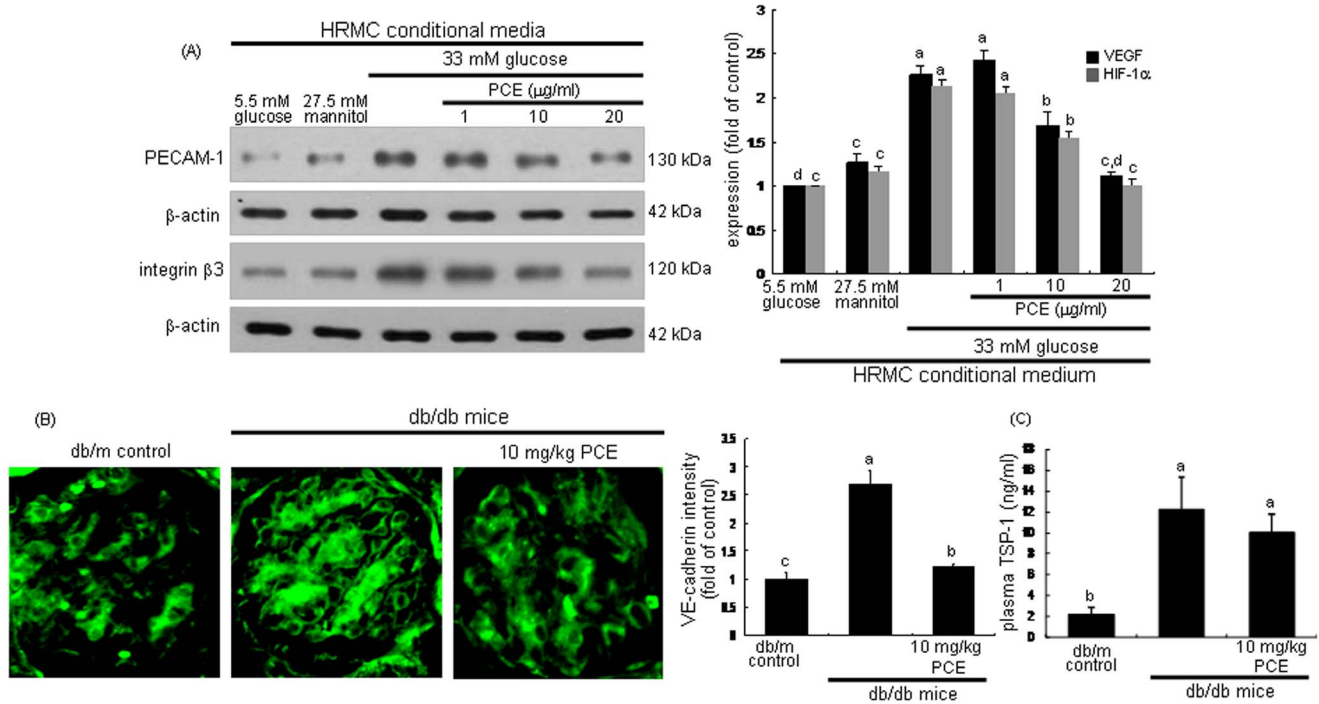 (A)
HRMC conditional media
33 mM glucose
PCE (μg/ml)
5.5 mM glucose
27.5 mM mannitol
1 10 20
PECAM-1 130 kDa
β-actin 42 kDa
integrin β3 120 kDa
β-actin 42 kDa
expression (fold of control)
3
2.5
2
1.5
1
0.5
0
VEGF
HIF-1α
d c c c a a a a b b c,d c
5.5 mM glucose
27.5 mM mannitol
1 10 20
PCE (μg/ml)
33 mM glucose
HRMC conditional medium
(B)
db/m control
db/db mice
10 mg/kg PCE
VE-cadherin intensity
(fold of control)
3.5
3
2.5
2
1.5
1
0.5
0
c a b
db/m control
10 mg/kg PCE
db/db mice
(C)
plasma TSP-1 (ng/ml)
18
16
14
12
10
8
6
4
2
0
b a a
db/m control
10 mg/kg PCE
db/db mice